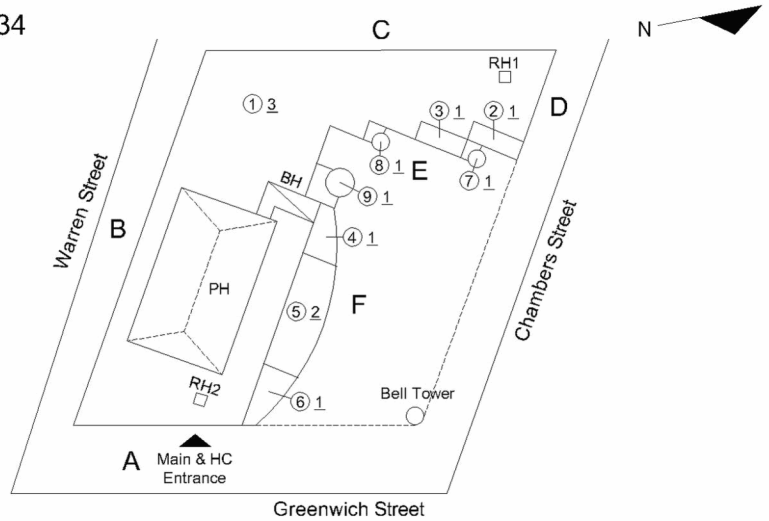 34
N
C
RH1
① 3
③ 1
② 1
D
⑧ 1
E
⑦ 1
BH
⑨ 1
Warren Street
B
④ 1
Chambers Street
PH
⑤ 2
F
RH2
⑥ 1
Bell Tower
A
Main & HC
Entrance
Greenwich Street